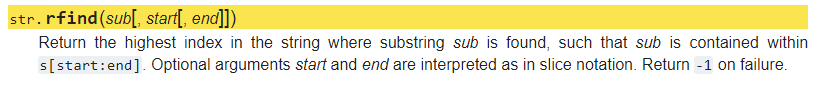 str.rfind(sub[, start[, end]])
Return the highest index in the string where substring sub is found, such that sub is contained within
s[start:end]. Optional arguments start and end are interpreted as in slice notation. Return -1 on failure.